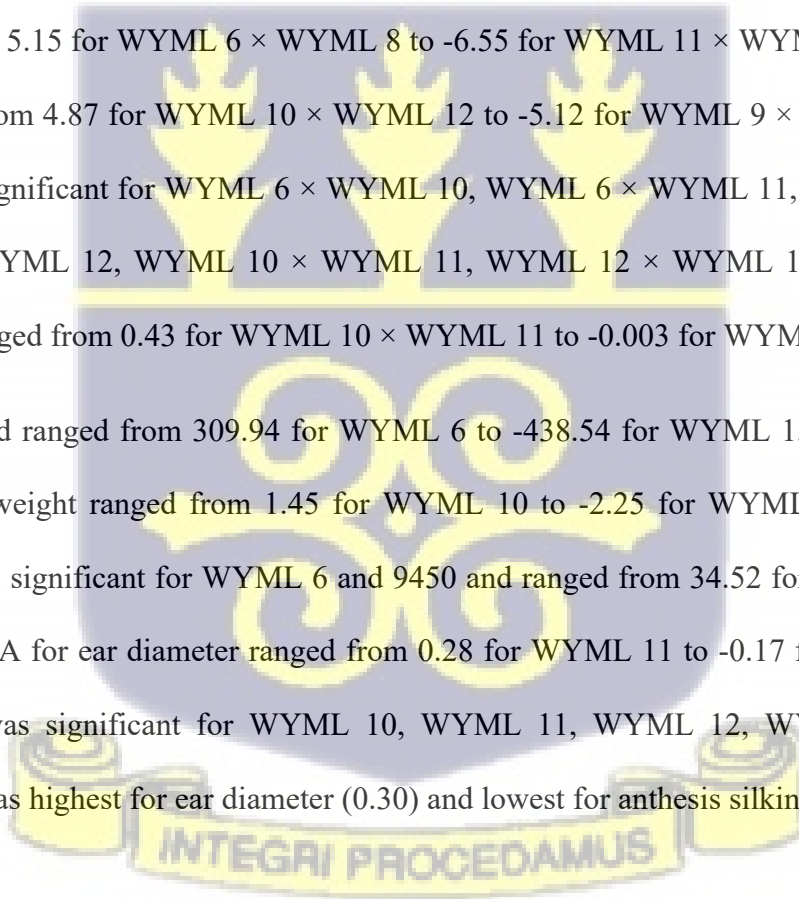 5.15 for WYML 6 × WYML 8 to -6.55 for WYML 11 × WYM
om 4.87 for WYML 10 × WYML 12 to -5.12 for WYML 9 ×
gnificant for WYML 6 × WYML 10, WYML 6 × WYML 11,
YML 12, WYML 10 × WYML 11, WYML 12 × WYML 1
ged from 0.43 for WYML 10 × WYML 11 to -0.003 for WYM
d ranged from 309.94 for WYML 6 to -438.54 for WYML 1
weight ranged from 1.45 for WYML 10 to -2.25 for WYML
significant for WYML 6 and 9450 and ranged from 34.52 for
A for ear diameter ranged from 0.28 for WYML 11 to -0.17 f
was significant for WYML 10, WYML 11, WYML 12, WY
as highest for ear diameter (0.30) and lowest for anthesis silkin
INTEGRI PROCEDAMUS